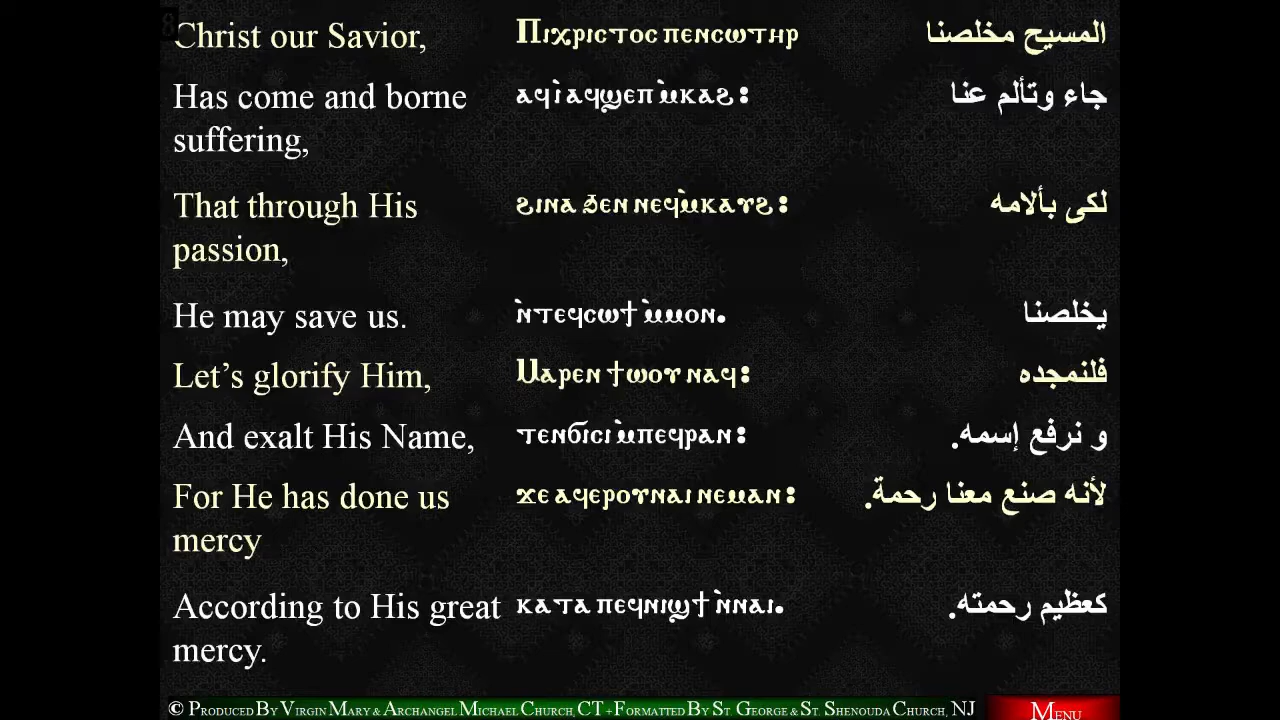 Christ our Savior, Ⲡⲓⲭⲣⲓⲥⲧⲟⲥ ⲡⲉⲛⲥⲱⲧⲏⲣ المسيح مخلصنا
Has come and borne ⲁϥⲓ̀ⲁϥϣⲉⲡⲙ̀ⲕⲁϩ: جاء وتألم عنا
suffering,
That through His ϩⲓⲛⲁ ϧⲉⲛ ⲛⲉϥⲙ̀ⲕⲁⲩϩ: لكى بألامه
passion,
He may save us. ⲛ̀ⲧⲉϥⲥⲱϯ ⲙ̀ⲙⲟⲛ. يخلصنا
Let’s glorify Him, Ⲙⲁⲣⲉⲛ ϯⲱⲟⲩ ⲛⲁϥ: فلنمجده
And exalt His Name, ⲧⲉⲛϭⲓⲥⲓ ⲙ̀ⲡⲉϥⲣⲁⲛ: و نرفع إسمه.
For He has done us ϫⲉ ⲁϥⲉⲣⲟⲩⲛⲁⲓ ⲛⲉⲙⲁⲛ: لأنه صنع معنا رحمة.
mercy
According to His great ⲕⲁⲧⲁ ⲡⲉϥⲛⲓϣϯ ⲛ̀ⲛⲁⲓ. كعظيم رحمته.
mercy.
© Produced By Virgin Mary & Archangel Michael Church, CT + Formatted By St. George & St. Shenouda Church, NJ Menu